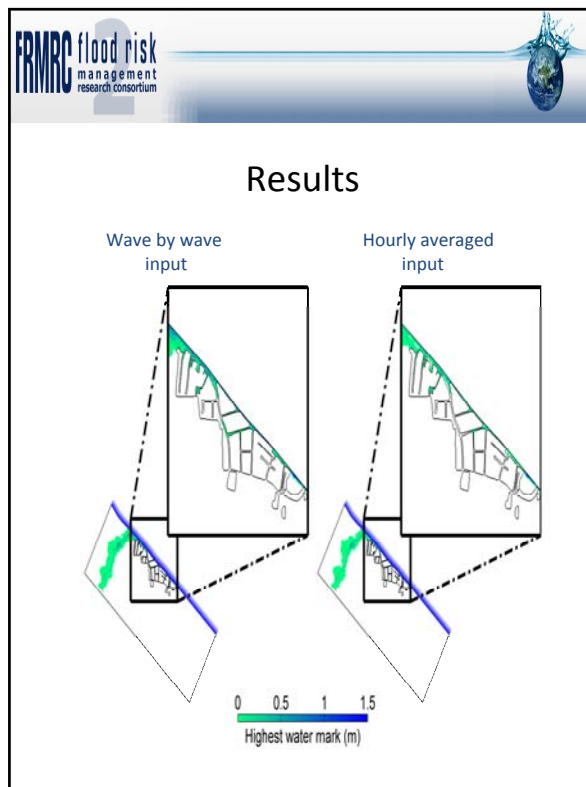 FRMRC flood risk
management
research consortium
2
Results
Wave by wave
input
Hourly averaged
input
0 0.5 1 1.5
Highest water mark (m)